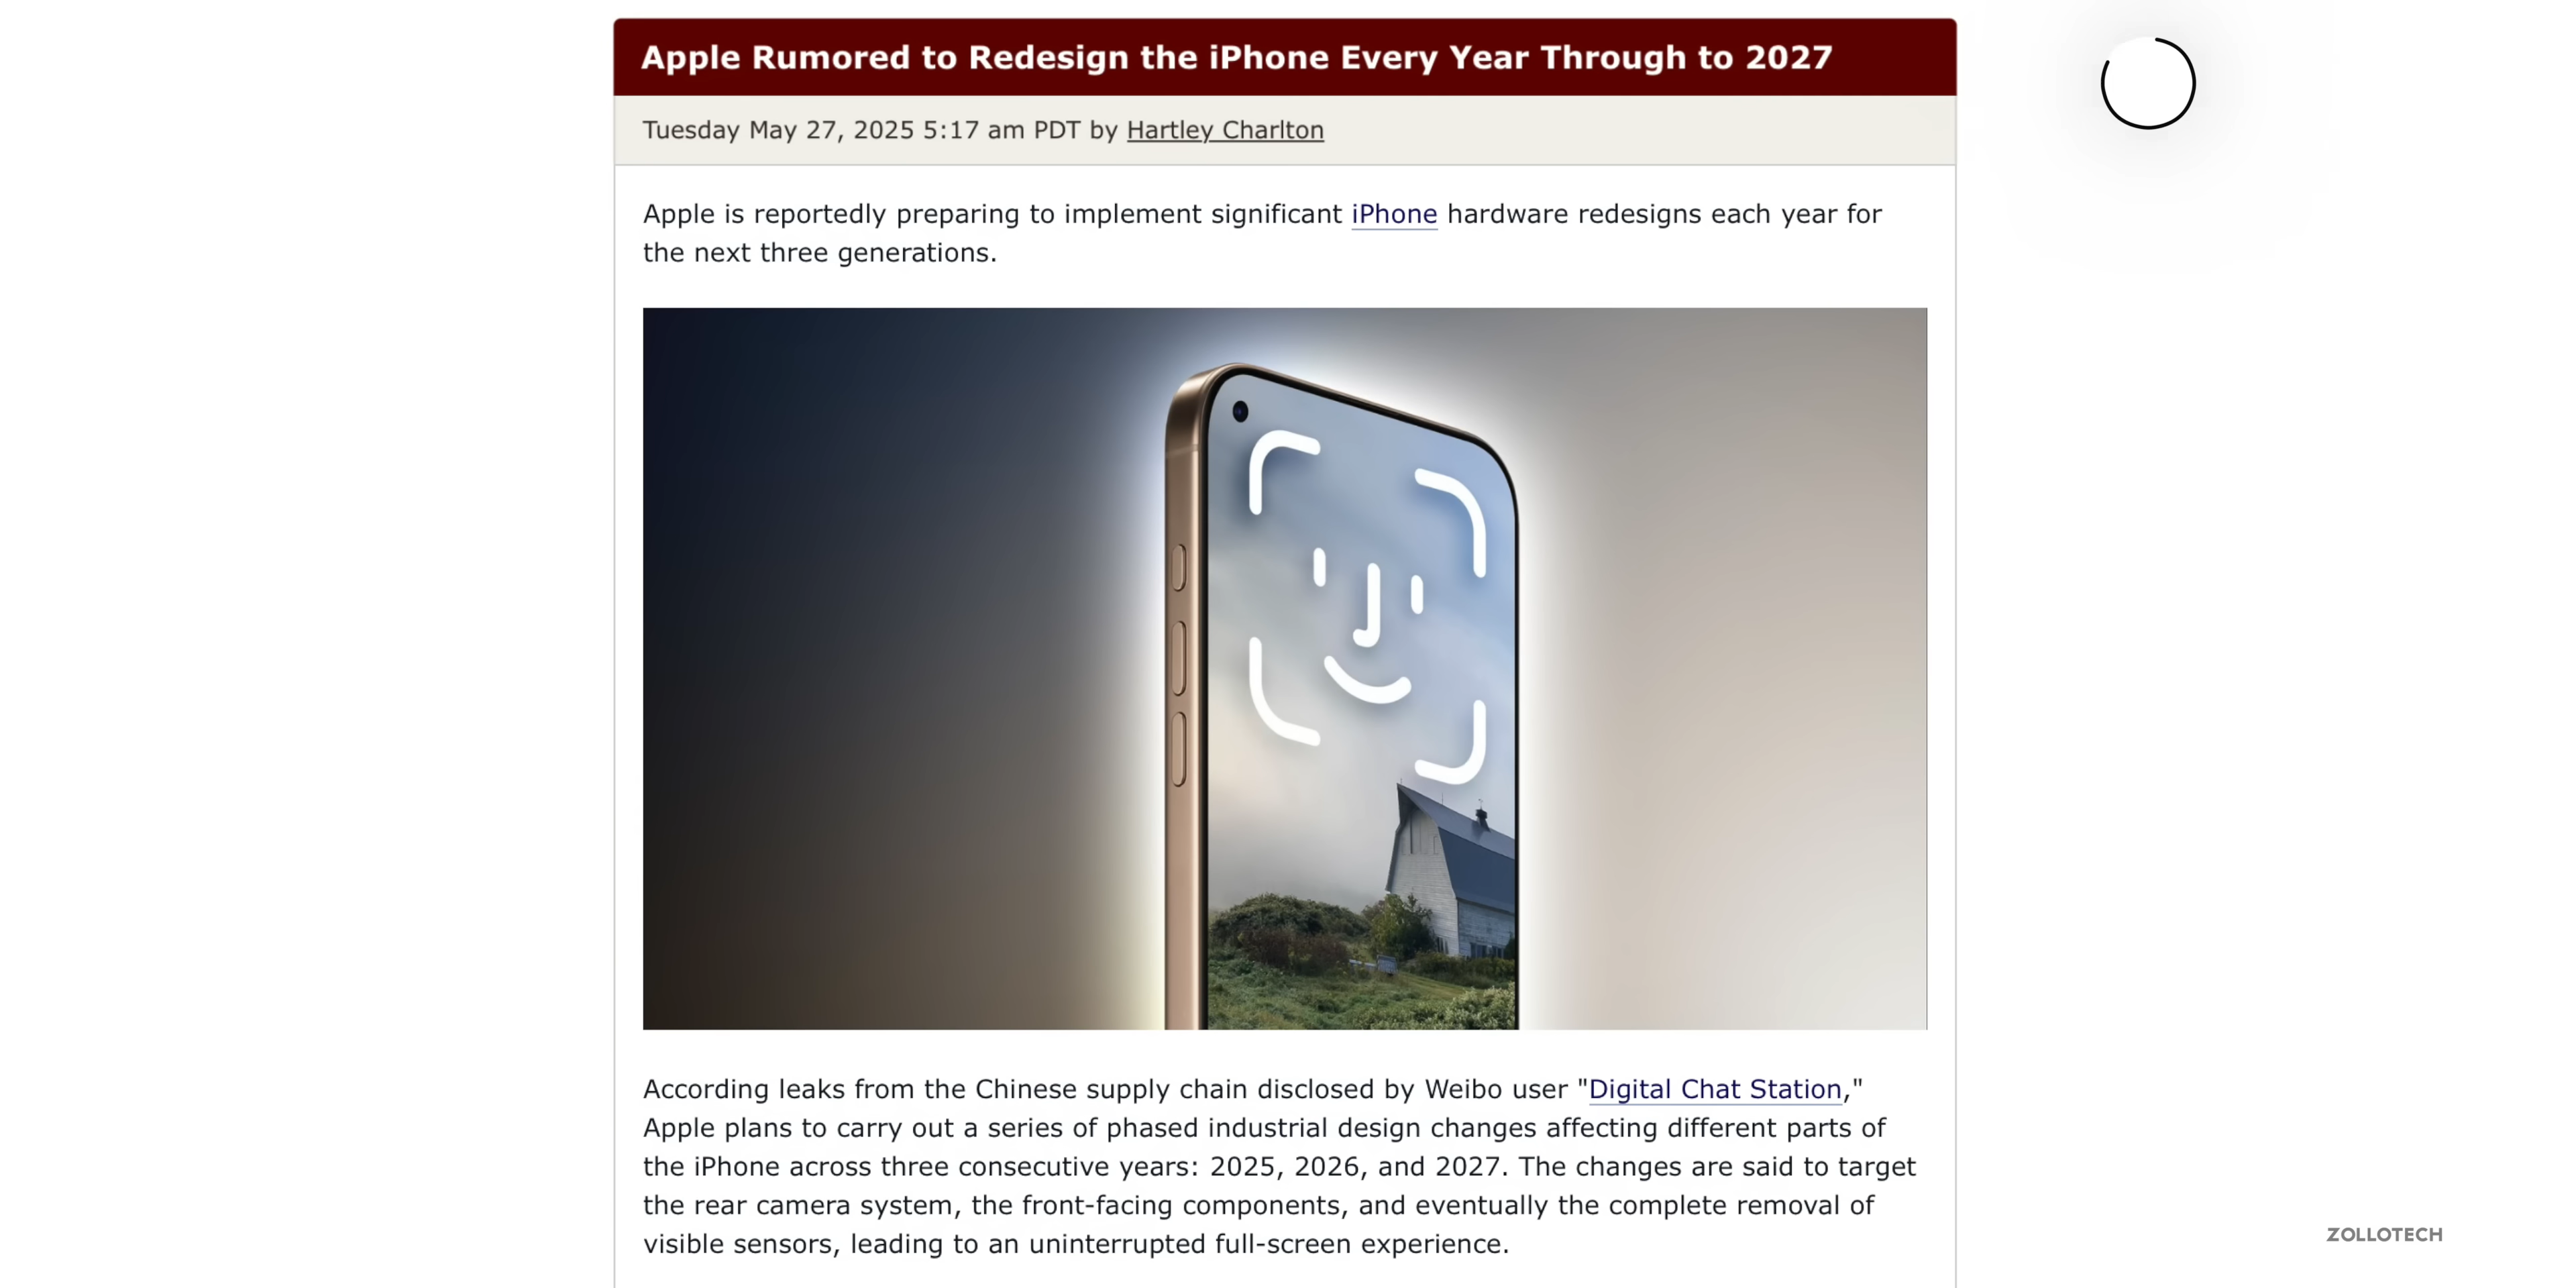 Apple Rumored to Redesign the iPhone Every Year Through to 2027
Tuesday May 27, 2025 5:17 am PDT by Hartley Charlton
Apple is reportedly preparing to implement significant iPhone hardware redesigns each year for
the next three generations.
According leaks from the Chinese supply chain disclosed by Weibo user "Digital Chat Station,"
Apple plans to carry out a series of phased industrial design changes affecting different parts of
the iPhone across three consecutive years: 2025, 2026, and 2027. The changes are said to target
the rear camera system, the front-facing components, and eventually the complete removal of
visible sensors, leading to an uninterrupted full-screen experience.
ZOLLOTECH